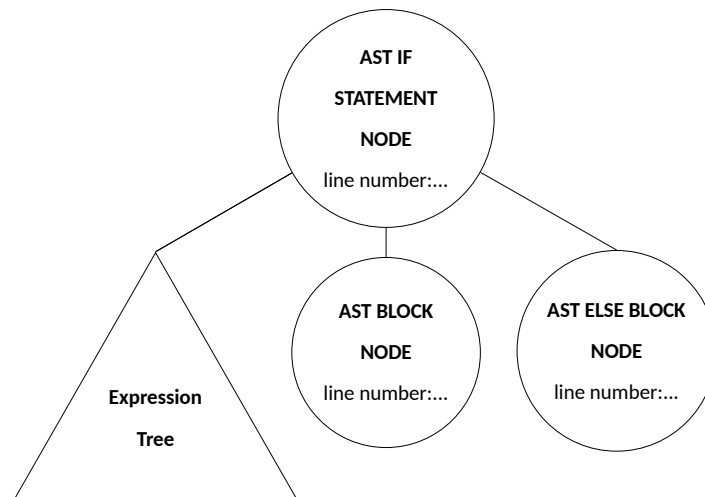 AST IF
STATEMENT
NODE
line number:...
AST BLOCK
NODE
line number:...
AST ELSE BLOCK
NODE
line number:...
Expression
Tree